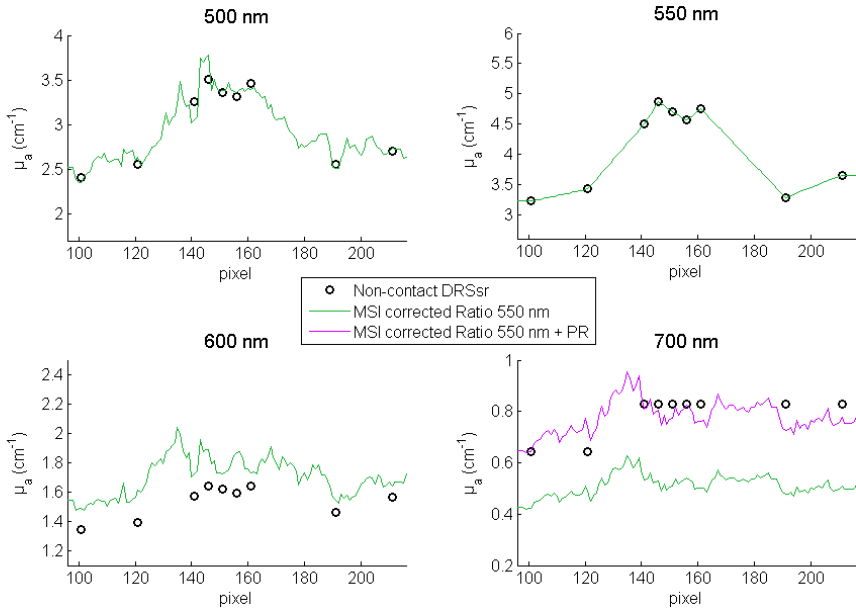 500 nm
4
3.5
3
2.5
2
μa (cm-1)
100 120 140 160 180 200
pixel
550 nm
6
5.5
5
4.5
4
3.5
3
μa (cm-1)
100 120 140 160 180 200
pixel
Non-contact DRSsr
MSI corrected Ratio 550 nm
MSI corrected Ratio 550 nm + PR
600 nm
2.4
2.2
2
1.8
1.6
1.4
1.2
μa (cm-1)
100 120 140 160 180 200
pixel
700 nm
1
0.8
0.6
0.4
0.2
μa (cm-1)
100 120 140 160 180 200
pixel